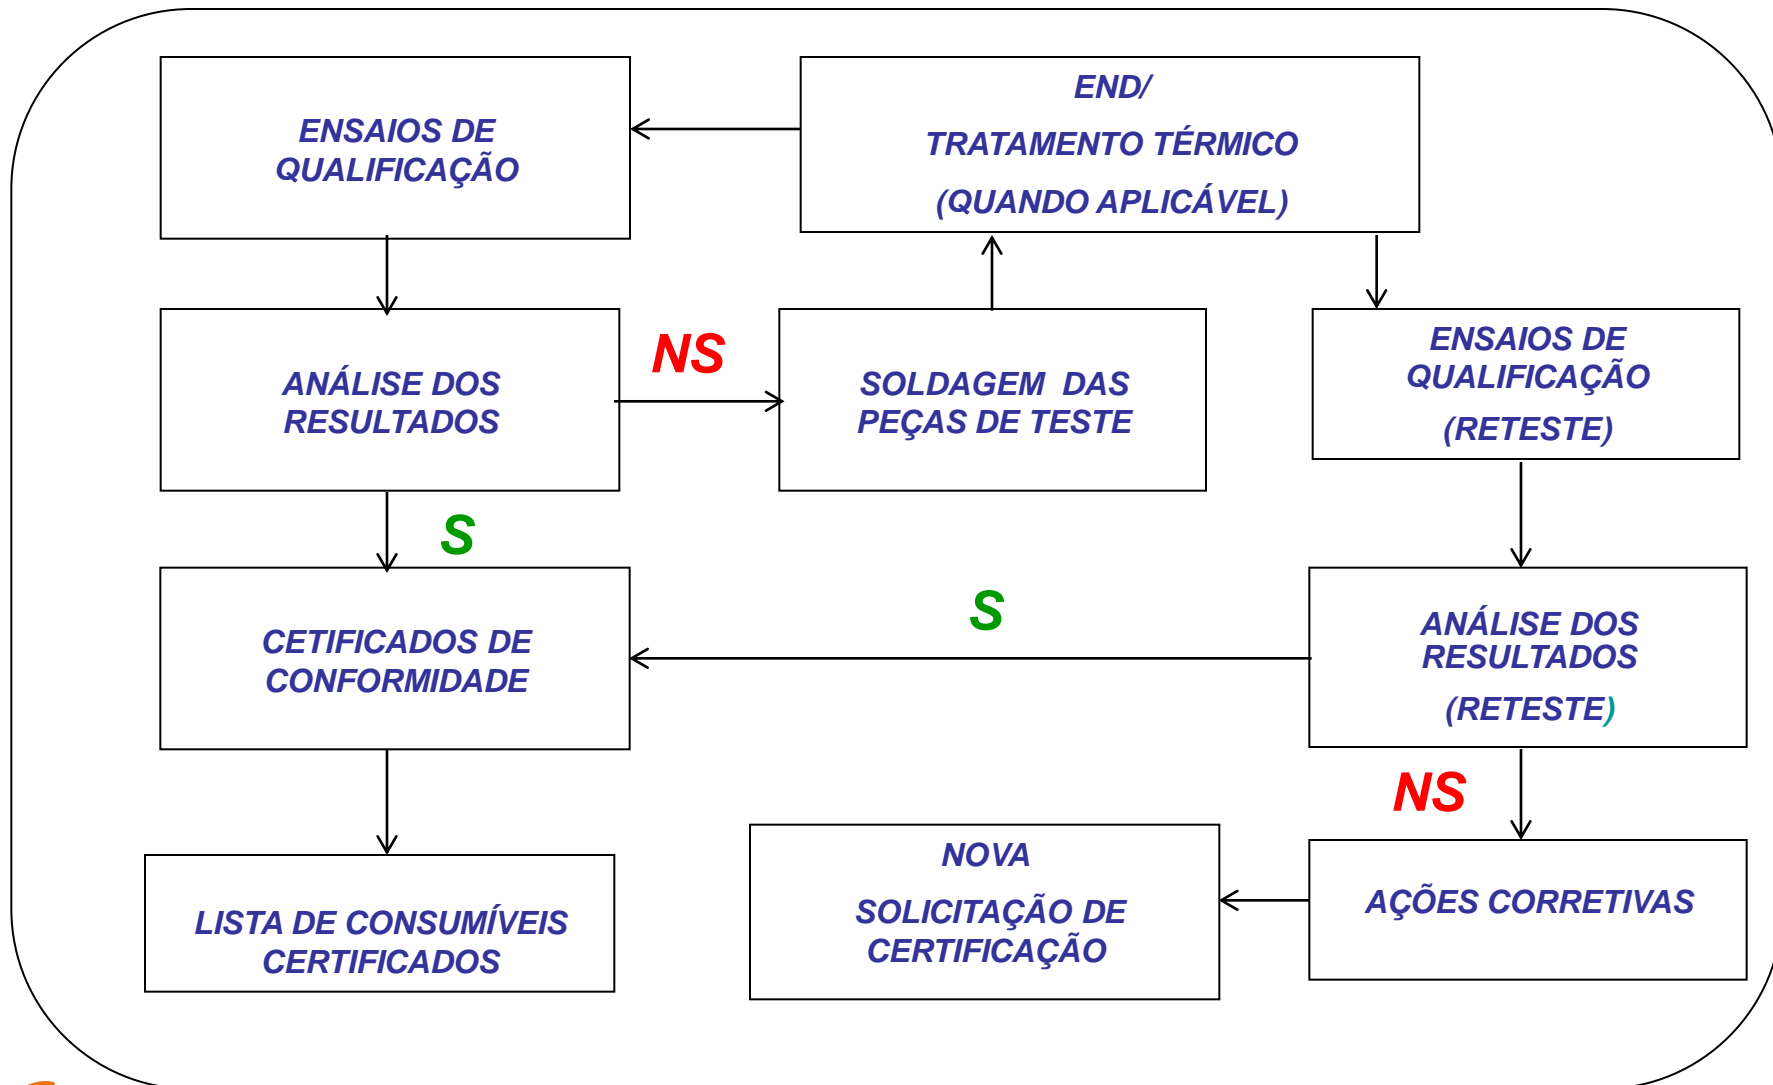 ENSAIOS DE
QUALIFICAÇÃO
END/
TRATAMENTO TÉRMICO
(QUANDO APLICÁVEL)
ANÁLISE DOS
RESULTADOS
NS
SOLDAGEM DAS
PEÇAS DE TESTE
ENSAIOS DE
QUALIFICAÇÃO
(RETESTE)
S
CETIFICADOS DE
CONFORMIDADE
S
ANÁLISE DOS
RESULTADOS
(RETESTE)
NS
LISTA DE CONSUMÍVEIS
CERTIFICADOS
NOVA
SOLICITAÇÃO DE
CERTIFICAÇÃO
AÇÕES CORRETIVAS